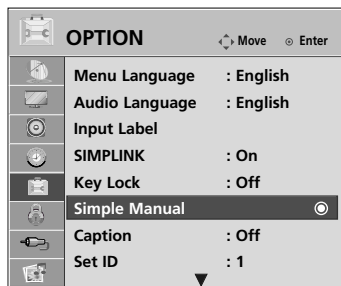 OPTION Move Enter
Menu Language : English
Audio Language : English
Input Label
SIMPLINK : On
Key Lock : Off
Simple Manual
Caption : Off
Set ID : 1